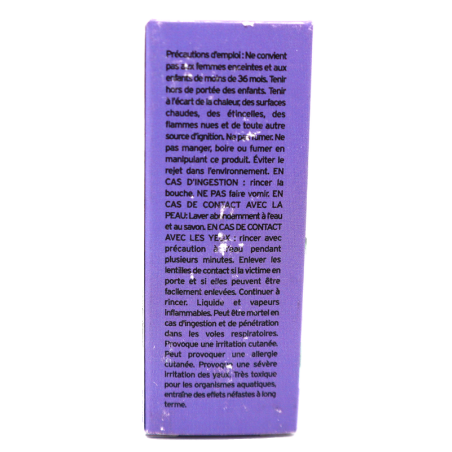 Précautions d'emploi : Ne convient
pas aux femmes enceintes et aux
enfants de moins de 36 mois. Tenir
hors de portée des enfants. Tenir
à l'écart de la chaleur, des surfaces
chaudes, des étincelles, des
flammes nues et de toute autre
source d'ignition. Ne pas fumer. Ne
pas manger, boire ou fumer en
manipulant ce produit. Éviter le
rejet dans l'environnement. EN
CAS D'INGESTION : rincer la
bouche. NE PAS faire vomir. EN
CAS DE CONTACT AVEC LA
PEAU: Laver abondamment à l'eau
et au savon. EN CAS DE CONTACT
AVEC LES YEUX : rincer avec
précaution à l'eau pendant
plusieurs minutes. Enlever les
lentilles de contact si la victime en
porte et si elles peuvent être
facilement enlevées. Continuer à
rincer. Liquide et vapeurs
inflammables. Peut être mortel en
cas d'ingestion et de pénétration
dans les voies respiratoires.
Provoque une irritation cutanée.
Peut provoquer une allergie
cutanée. Provoque une sévère
irritation des yeux. Très toxique
pour les organismes aquatiques,
entraîne des effets néfastes à long
terme.